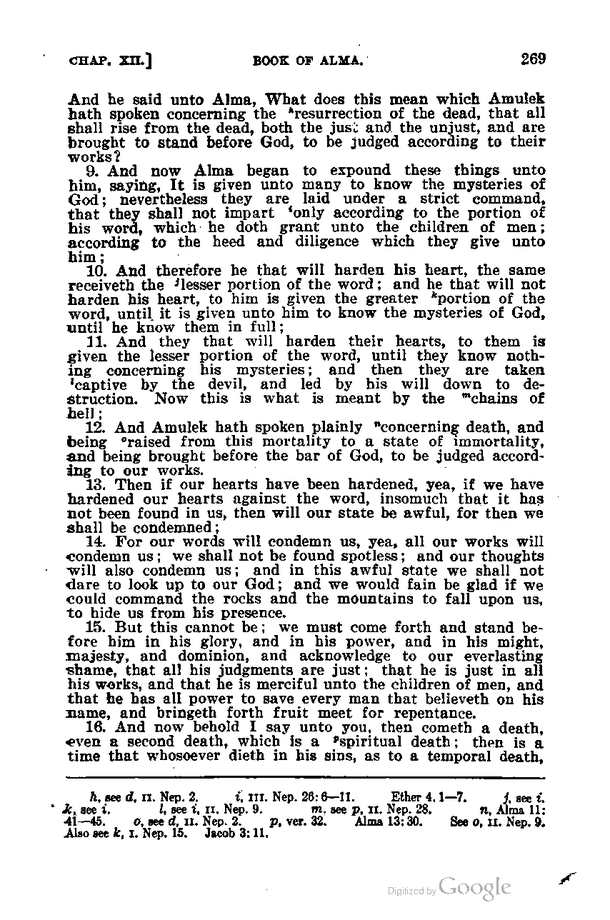 CHAP. XII.] BOOK OF ALMA. 269
And he said unto Alma, What does this mean which Amulek
hath spoken concerning the ʰresurrection of the dead, that all
shall rise from the dead, both the just and the unjust, and are
brought to stand before God, to be judged according to their
works?
9. And now Alma began to expound these things unto
him, saying, It is given unto many to know the mysteries of
God; nevertheless they are laid under a strict command,
that they shall not impart ⁱonly according to the portion of
his word, which he doth grant unto the children of men;
according to the heed and diligence which they give unto
him;
10. And therefore he that will harden his heart, the same
receiveth the ʲlesser portion of the word; and he that will not
harden his heart, to him is given the greater ᵏportion of the
word, until it is given unto him to know the mysteries of God,
until he know them in full;
11. And they that will harden their hearts, to them is
given the lesser portion of the word, until they know noth-
ing concerning his mysteries; and then they are taken
ˡcaptive by the devil, and led by his will down to de-
struction. Now this is what is meant by the ᵐchains of
hell;
12. And Amulek hath spoken plainly ⁿconcerning death, and
being ᵒraised from this mortality to a state of immortality,
and being brought before the bar of God, to be judged accord-
ing to our works.
13. Then if our hearts have been hardened, yea, if we have
hardened our hearts against the word, insomuch that it has
not been found in us, then will our state be awful, for then we
shall be condemned;
14. For our words will condemn us, yea, all our works will
condemn us; we shall not be found spotless; and our thoughts
will also condemn us; and in this awful state we shall not
dare to look up to our God; and we would fain be glad if we
could command the rocks and the mountains to fall upon us,
to hide us from his presence.
15. But this cannot be; we must come forth and stand be-
fore him in his glory, and in his power, and in his might,
majesty, and dominion, and acknowledge to our everlasting
shame, that all his judgments are just; that he is just in all
his works, and that he is merciful unto the children of men, and
that he has all power to save every man that believeth on his
name, and bringeth forth fruit meet for repentance.
16. And now behold I say unto you, then cometh a death,
even a second death, which is a ᵖspiritual death; then is a
time that whosoever dieth in his sins, as to a temporal death,
h, see d, II. Nep. 2. i, III. Nep. 26: 6—11. Ether 4. 1—7. j, see i.
k, see i. l, see i, II. Nep. 9. m, see p, II. Nep. 28. n, Alma 11:
41—45. o, see d, II. Nep. 2. p, ver. 32. Alma 13: 30. See o, II. Nep. 9.
Also see k, I. Nep. 15. Jacob 3: 11.
Digitized by Google